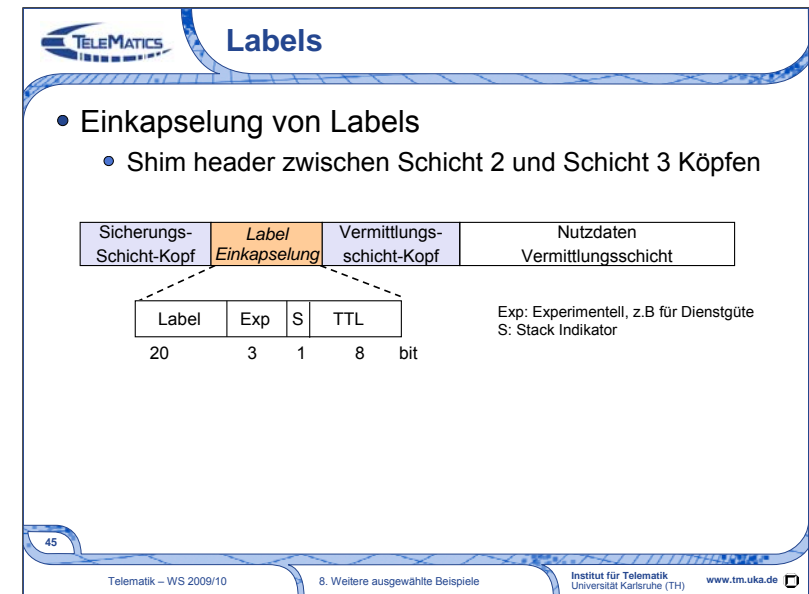 TELEMATICS
Labels
Einkapselung von Labels
Shim header zwischen Schicht 2 und Schicht 3 Köpfen
Sicherungs-
Schicht-Kopf
Label
Einkapselung
Vermittlungs-
schicht-Kopf
Nutzdaten
Vermittlungsschicht
Label Exp S TTL
20 3 1 8 bit
Exp: Experimentell, z.B für Dienstgüte
S: Stack Indikator
45
Telematik – WS 2009/10
8. Weitere ausgewählte Beispiele
Institut für Telematik
Universität Karlsruhe (TH)
www.tm.uka.de